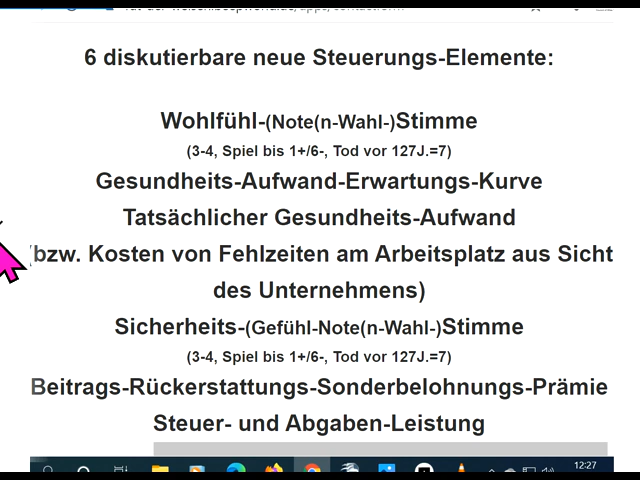 6 diskutierbare neue Steuerungs-Elemente:
Wohlfühl-(Note(n-Wahl-)Stimme
(3-4, Spiel bis 1+/6-, Tod vor 127J.=7)
Gesundheits-Aufwand-Erwartungs-Kurve
Tatsächlicher Gesundheits-Aufwand
(bzw. Kosten von Fehlzeiten am Arbeitsplatz aus Sicht
des Unternehmens)
Sicherheits-(Gefühl-Note(n-Wahl-)Stimme
(3-4, Spiel bis 1+/6-, Tod vor 127J.=7)
Beitrags-Rückerstattungs-Sonderbelohnungs-Prämie
Steuer- und Abgaben-Leistung
12:27